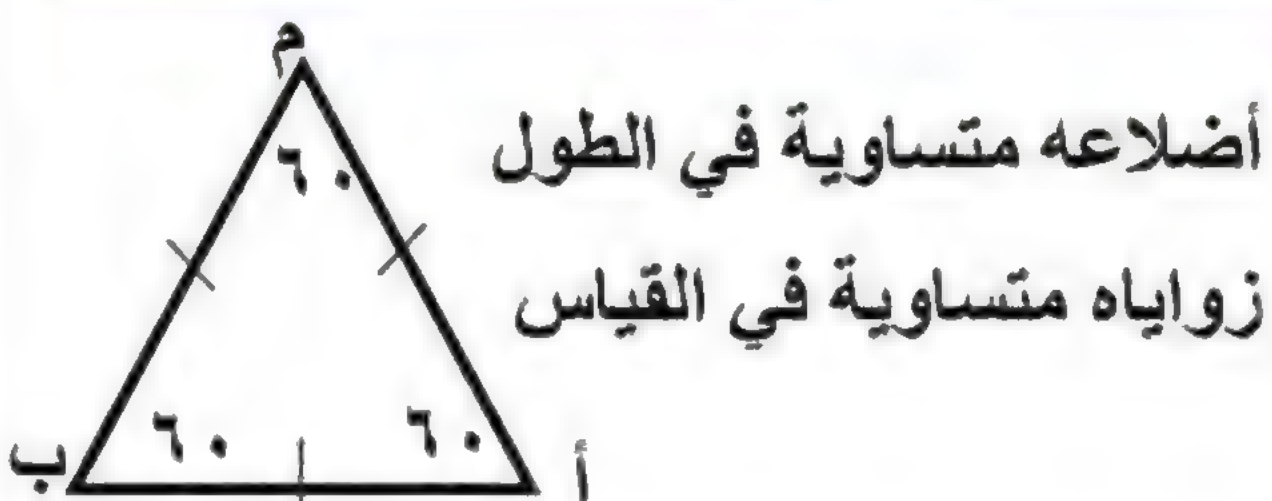 م
أضلاعه متساوية في الطول
٦٠
زواياه متساوية في القياس
٦٠ ٦٠
أ ب